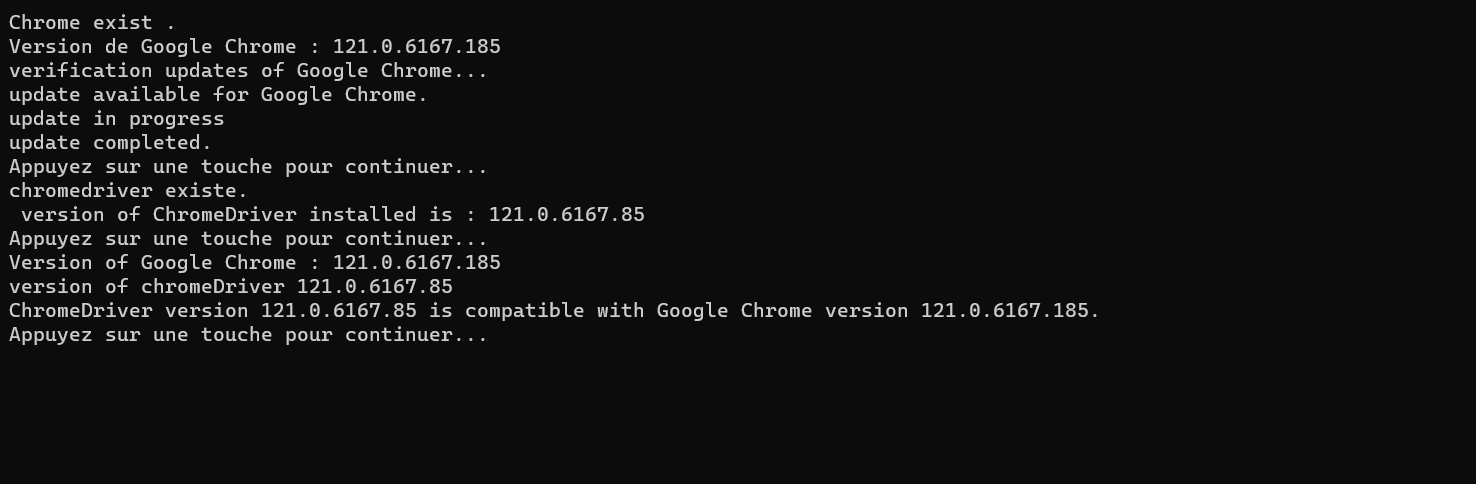 Chrome exist .
Version de Google Chrome : 121.0.6167.185
verification updates of Google Chrome...
update available for Google Chrome.
update in progress
update completed.
Appuyez sur une touche pour continuer...
chromedriver existe.
 version of ChromeDriver installed is : 121.0.6167.85
Appuyez sur une touche pour continuer...
Version of Google Chrome : 121.0.6167.185
version of chromeDriver 121.0.6167.85
ChromeDriver version 121.0.6167.85 is compatible with Google Chrome version 121.0.6167.185.
Appuyez sur une touche pour continuer...